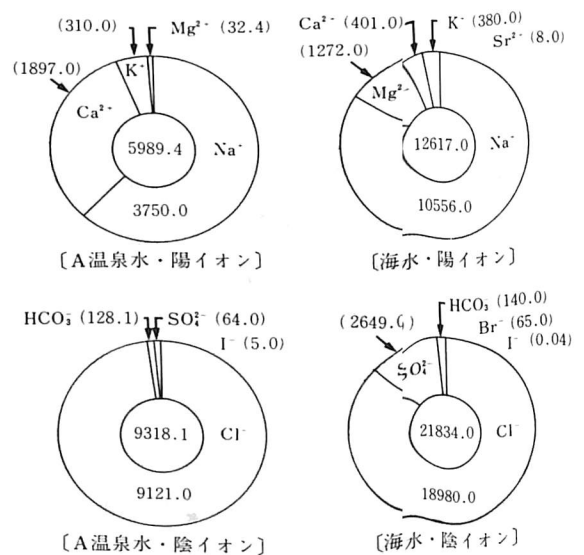 (310.0) Mg²⁺ (32.4)
(1897.0)
K⁺
Ca²⁺
5989.4
Na⁺
3750.0
〔A温泉水・陽イオン〕
Ca²⁺ (401.0) K⁺ (380.0)
(1272.0) Sr²⁺ (8.0)
Mg²⁺
12617.0
Na⁺
10556.0
〔海水・陽イオン〕
HCO₃⁻ (128.1) SO₄²⁻ (64.0)
I⁻ (5.0)
9318.1
Cl⁻
9121.0
〔A温泉水・陰イオン〕
HCO₃⁻ (140.0)
(2649.0) Br⁻ (65.0)
I⁻ (0.04)
SO₄²⁻
21834.0
Cl⁻
18980.0
〔海水・陰イオン〕